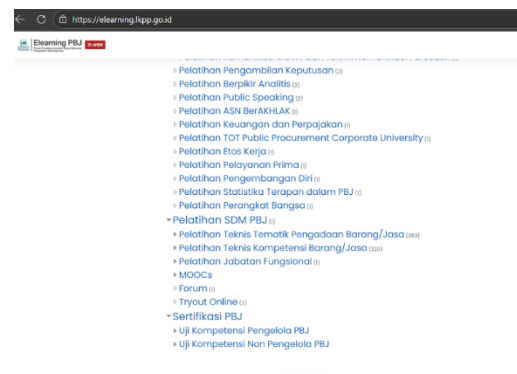 https://elearning.lkpp.go.id
Elearning PBJ
Pelatihan Pengambilan Keputusan (2)
Pelatihan Berpikir Analitis (2)
Pelatihan Public Speaking (2)
Pelatihan ASN BerAKHLAK (1)
Pelatihan Keuangan dan Perpajakan (1)
Pelatihan TOT Public Procurement Corporate University (1)
Pelatihan Etos Kerja (1)
Pelatihan Pelayanan Prima (1)
Pelatihan Pengembangan Diri (1)
Pelatihan Statistika Terapan dalam PBJ (1)
Pelatihan Perangkat Bangsa (1)
Pelatihan SDM PBJ (1)
Pelatihan Teknis Tematik Pengadaan Barang/Jasa
Pelatihan Teknis Kompetensi Barang/Jasa (220)
Pelatihan Jabatan Fungsional (1)
MOOCs
Forum (1)
Tryout Online (2)
Sertifikasi PBJ
Uji Kompetensi Pengelola PBJ
Uji Kompetensi Non Pengelola PBJ